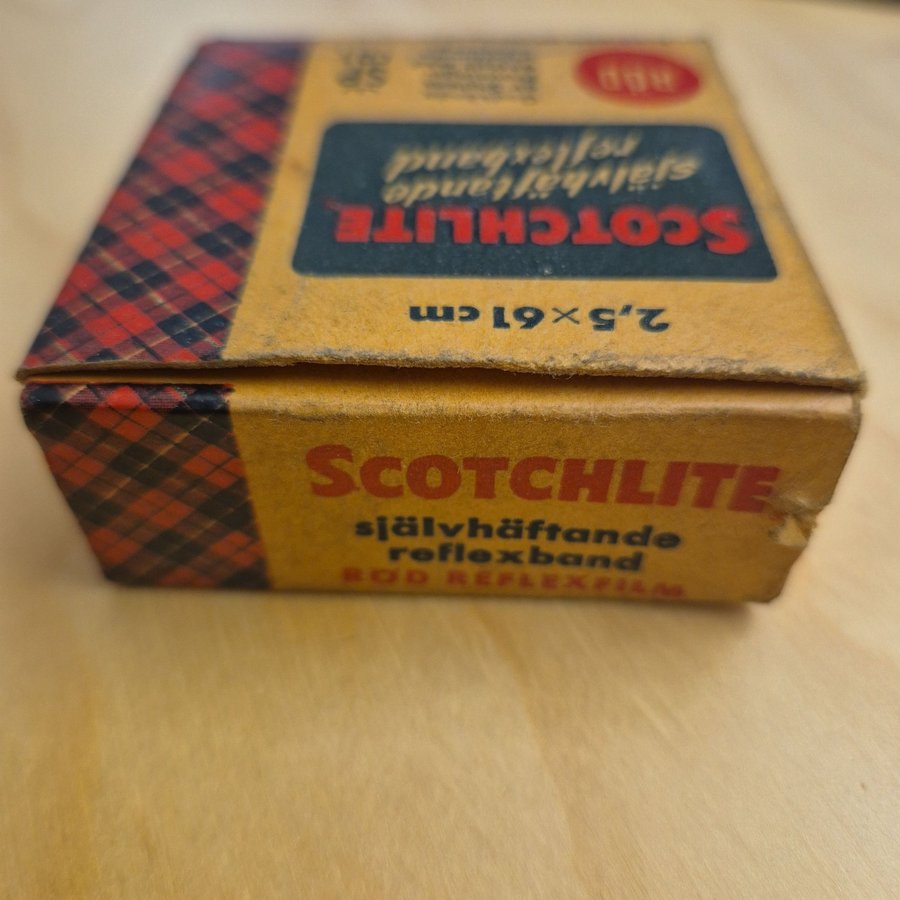 RÖD
SCOTCHLITE
självhäftande
reflexband
2,5×61 cm
SCOTCHLITE
självhäftande
reflexband
RÖD REFLEXFILM